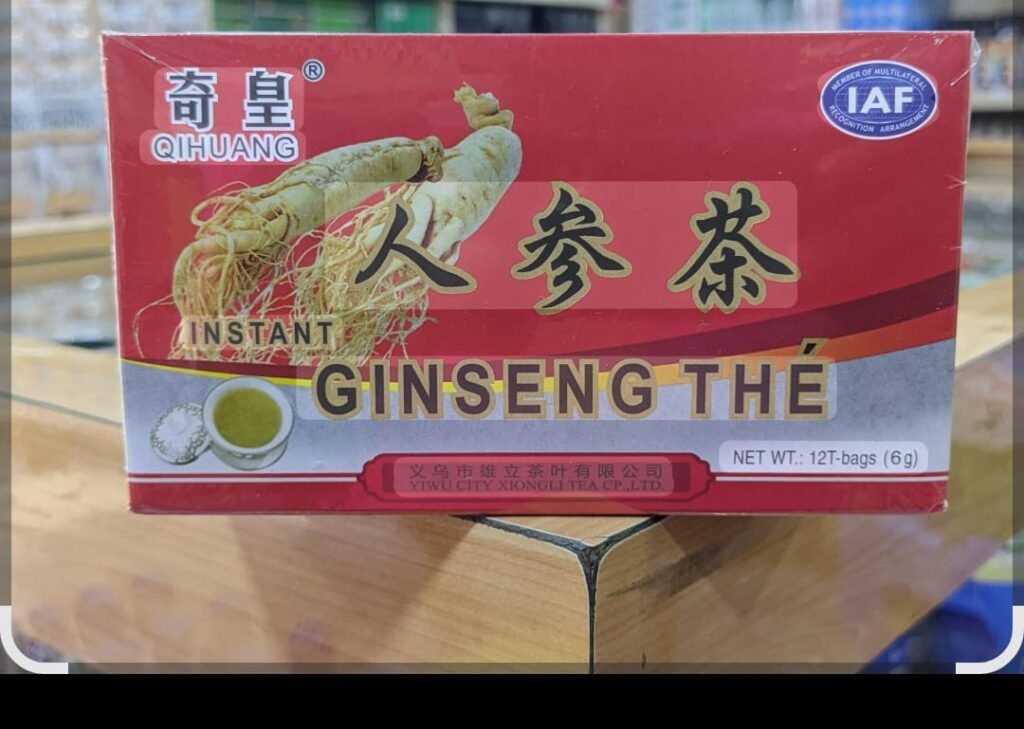 奇皇®
QIHUANG
MEMBER OF MULTILATERAL
IAF
RECOGNITION ARRANGEMENT
人参茶
INSTANT
GINSENG THÉ
NET WT.: 12T-bags (6g)
义乌市雄立茶叶有限公司
YIWU CITY XIONGLI TEA CP.,LTD.